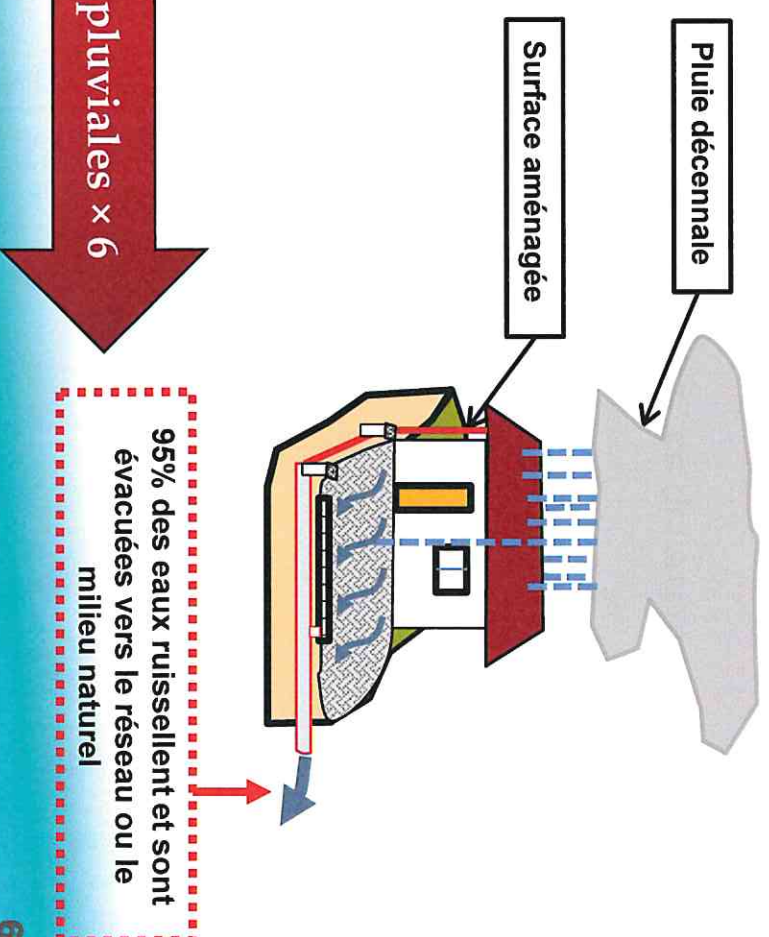 Pluie décennale
Surface aménagée
pluviales × 6
95% des eaux ruissellent et sont
évacuées vers le réseau ou le
milieu naturel